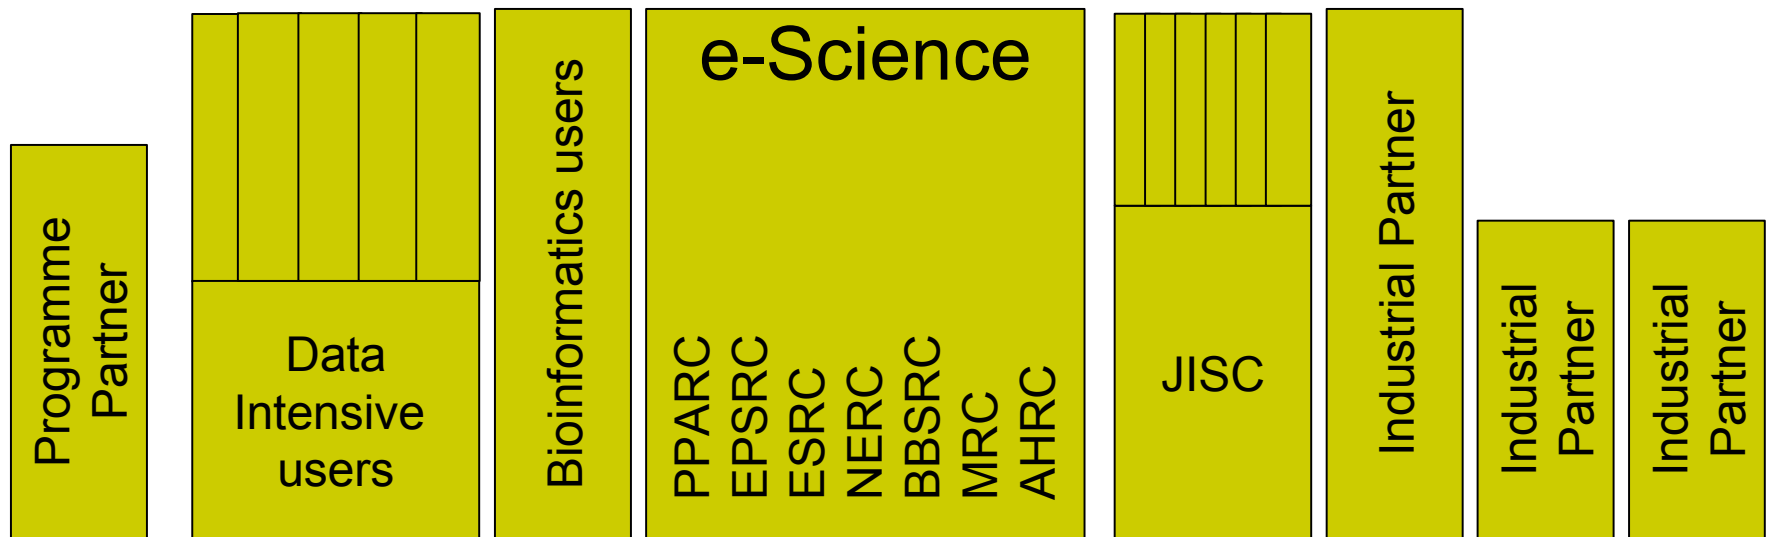 Programme
Partner
Data
Intensive
users
Bioinformatics users
e-Science
PPARC
EPSRC
ESRC
NERC
BBSRC
MRC
AHRC
JISC
Industrial Partner
Industrial
Partner
Industrial
Partner